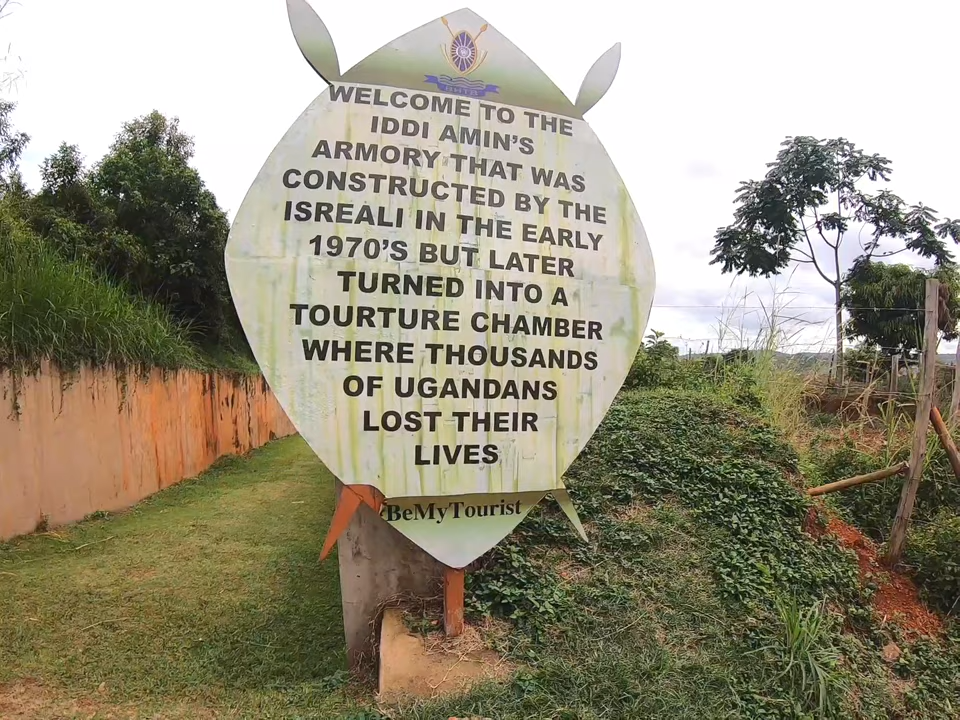 WELCOME TO THE
IDDI AMIN'S
ARMORY THAT WAS
CONSTRUCTED BY THE
ISREALI IN THE EARLY
1970'S BUT LATER
TURNED INTO A
TOURTURE CHAMBER
WHERE THOUSANDS
OF UGANDANS
LOST THEIR
LIVES
BeMyTourist